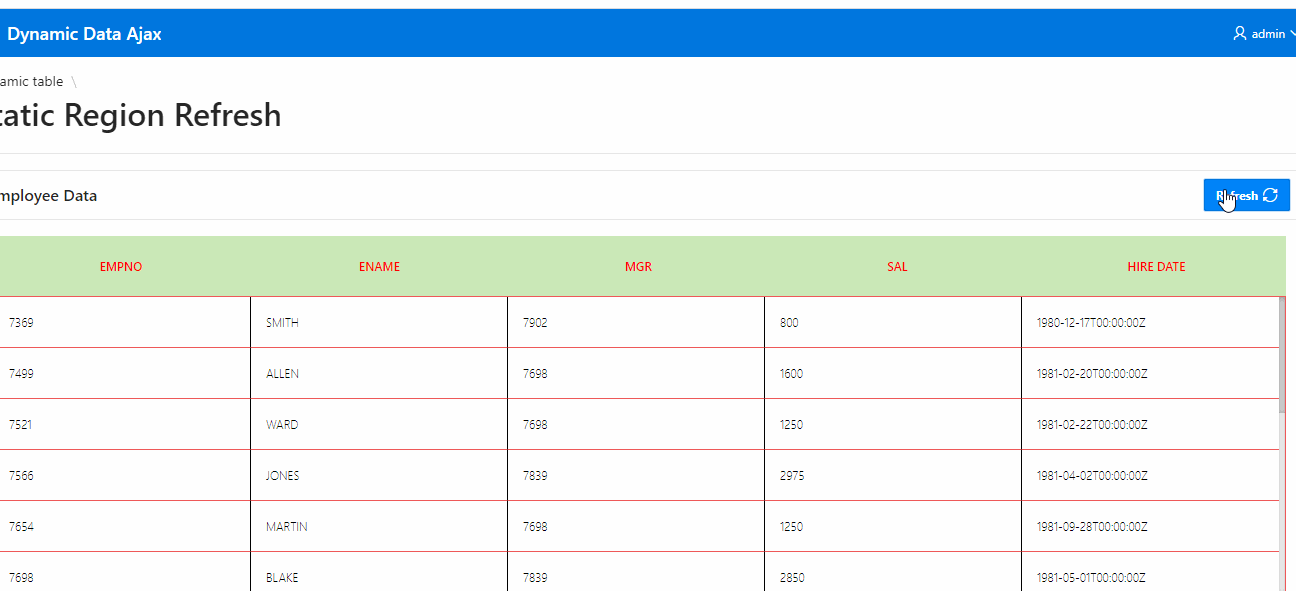 Dynamic Data Ajax admin
amic table \
tatic Region Refresh
mployee Data Refresh
EMPNO ENAME MGR SAL HIRE DATE
7369 SMITH 7902 800 1980-12-17T00:00:00Z
7499 ALLEN 7698 1600 1981-02-20T00:00:00Z
7521 WARD 7698 1250 1981-02-22T00:00:00Z
7566 JONES 7839 2975 1981-04-02T00:00:00Z
7654 MARTIN 7698 1250 1981-09-28T00:00:00Z
7698 BLAKE 7839 2850 1981-05-01T00:00:00Z